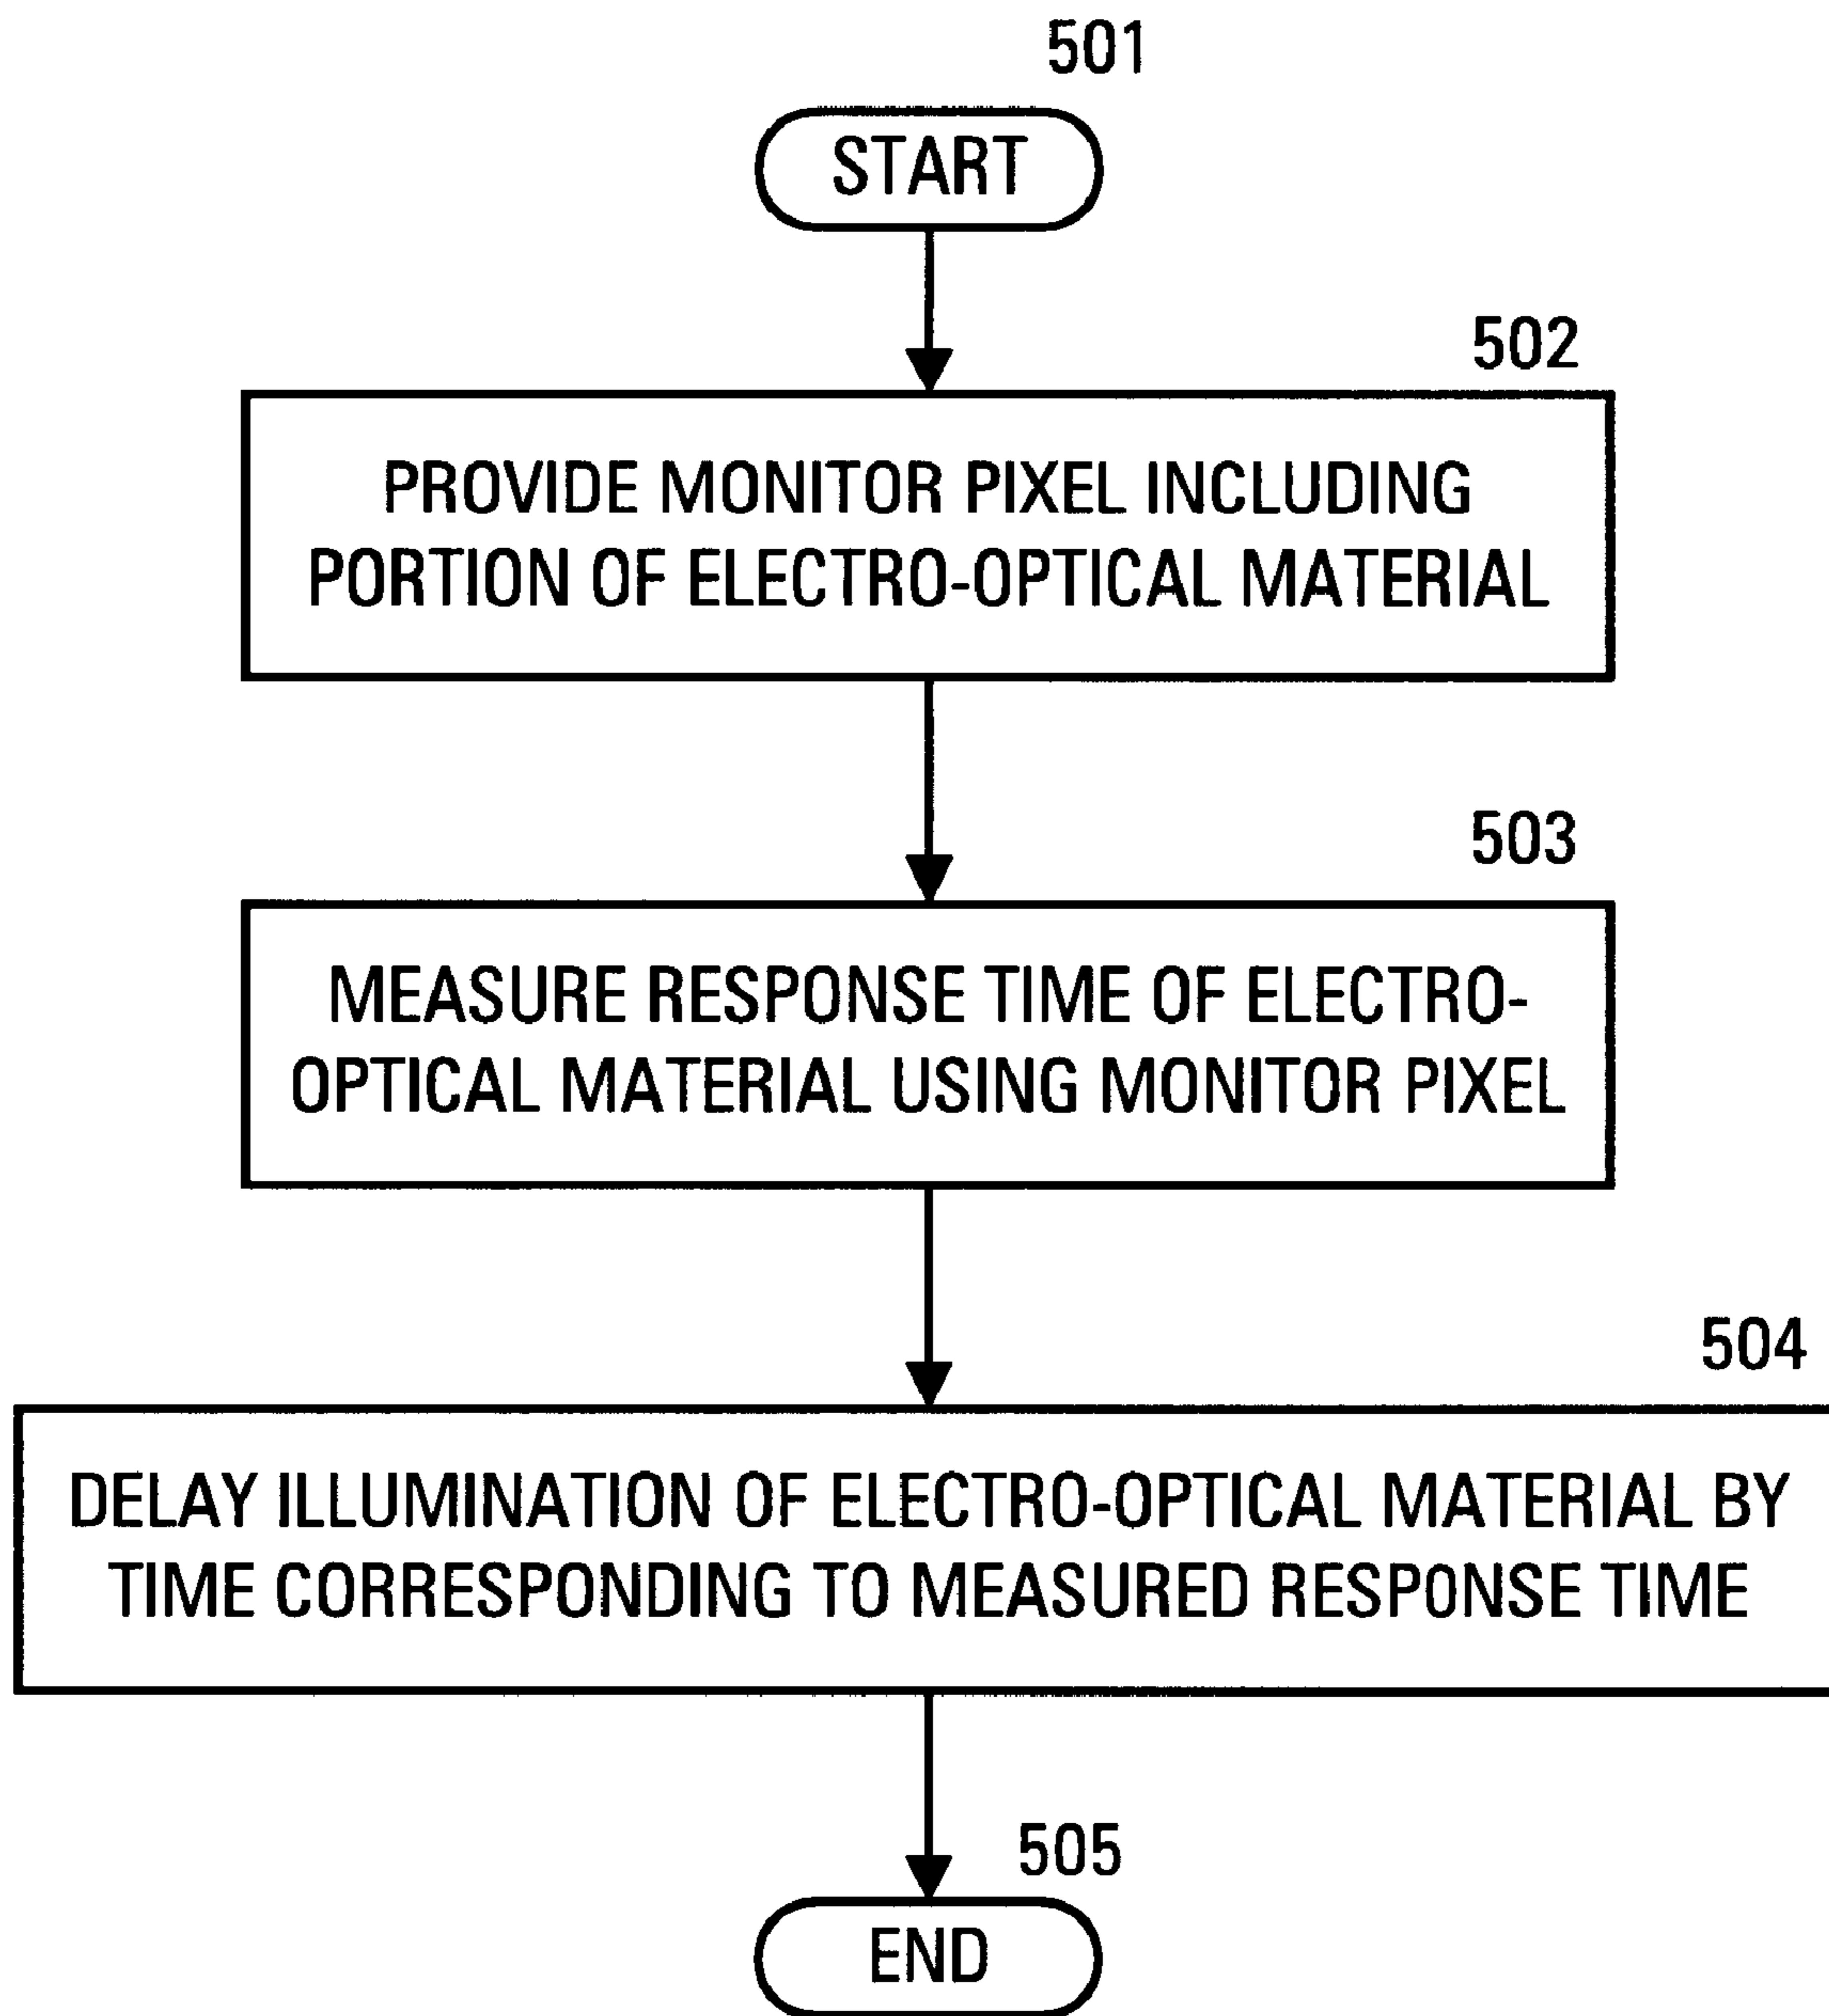 501
START
502
PROVIDE MONITOR PIXEL INCLUDING
PORTION OF ELECTRO-OPTICAL MATERIAL
503
MEASURE RESPONSE TIME OF ELECTRO-
OPTICAL MATERIAL USING MONITOR PIXEL
504
DELAY ILLUMINATION OF ELECTRO-OPTICAL MATERIAL BY
TIME CORRESPONDING TO MEASURED RESPONSE TIME
505
END